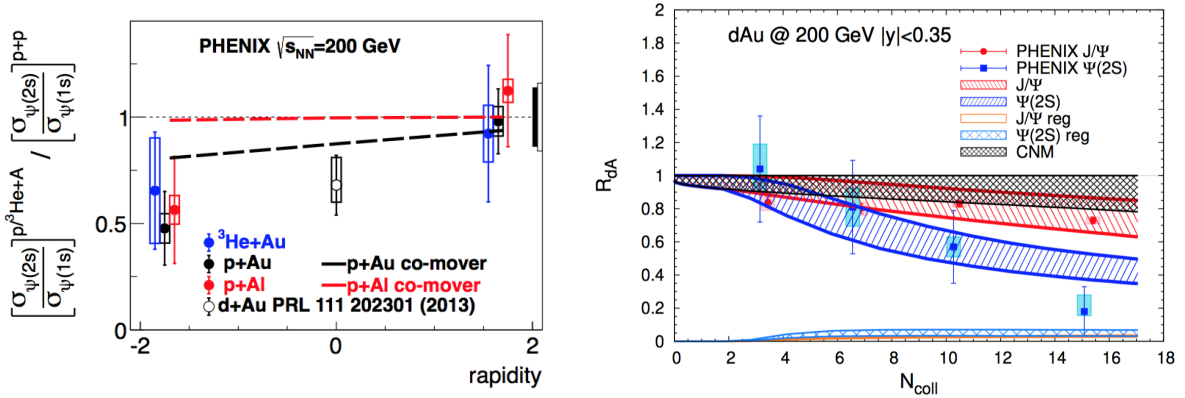 [σψ(2s)/σψ(1s)]p/³He+A / [σψ(2s)/σψ(1s)]p+p
PHENIX √sNN=200 GeV
1
0.5
0
³He+Au
p+Au
p+Al
d+Au PRL 111 202301 (2013)
p+Au co-mover
p+Al co-mover
-2
0
2
rapidity
RdA
2
1.8
1.6
1.4
1.2
1
0.8
0.6
0.4
0.2
0
dAu @ 200 GeV |y|<0.35
PHENIX J/Ψ
PHENIX Ψ(2S)
J/Ψ
Ψ(2S)
J/Ψ reg
Ψ(2S) reg
CNM
0
2
4
6
8
10
12
14
16
18
Ncoll